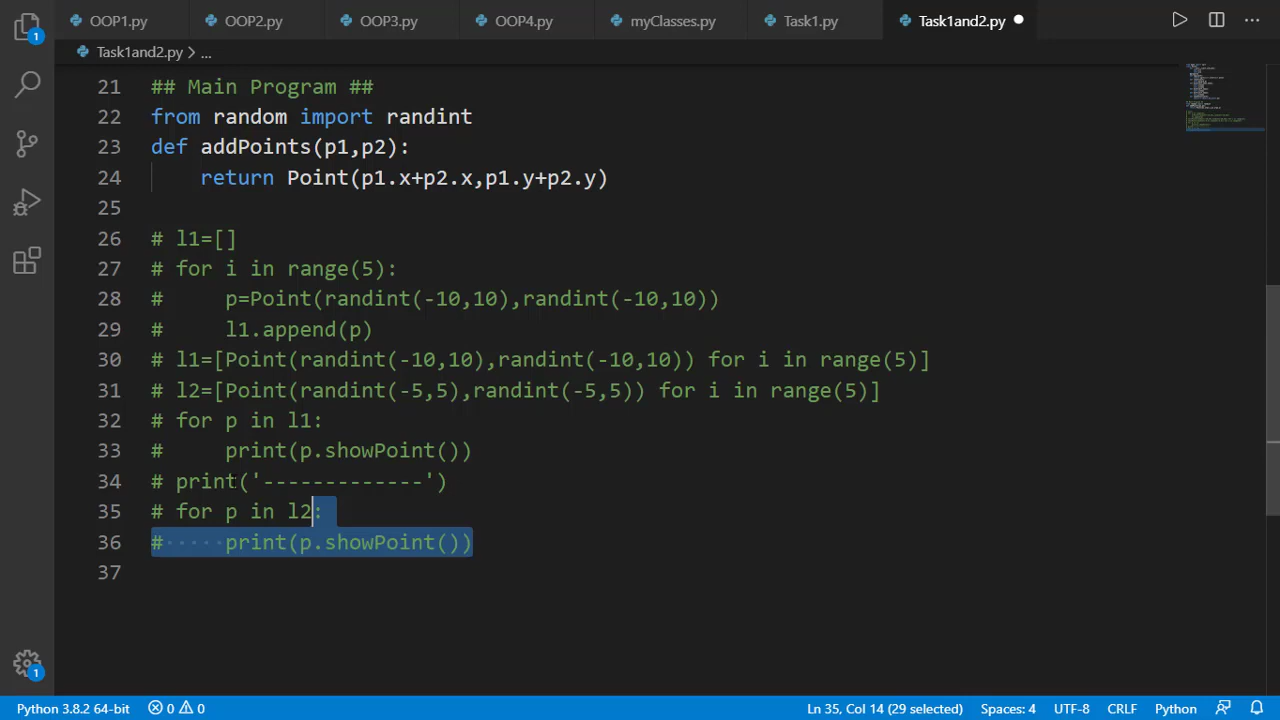 OOP1.py OOP2.py OOP3.py OOP4.py myClasses.py Task1.py Task1and2.py
1
Task1and2.py > ...
21 ## Main Program ##
22 from random import randint
23 def addPoints(p1,p2):
24     return Point(p1.x+p2.x,p1.y+p2.y)
25
26 # l1=[]
27 # for i in range(5):
28 #     p=Point(randint(-10,10),randint(-10,10))
29 #     l1.append(p)
30 # l1=[Point(randint(-10,10),randint(-10,10)) for i in range(5)]
31 # l2=[Point(randint(-5,5),randint(-5,5)) for i in range(5)]
32 # for p in l1:
33 #     print(p.showPoint())
34 # print('-------------')
35 # for p in l2:
36 #     print(p.showPoint())
37
1
Python 3.8.2 64-bit 0 0 Ln 35, Col 14 (29 selected) Spaces: 4 UTF-8 CRLF Python